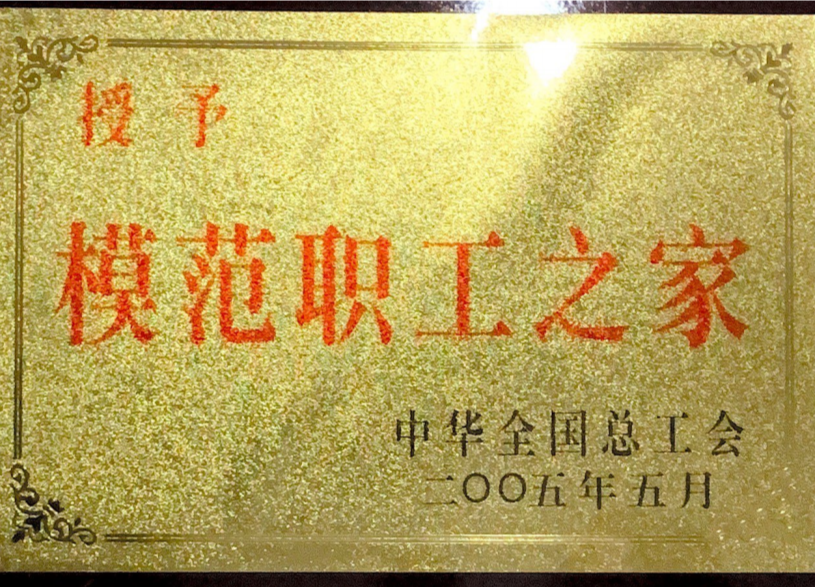 授予
模范职工之家
中华全国总工会
二〇〇五年五月